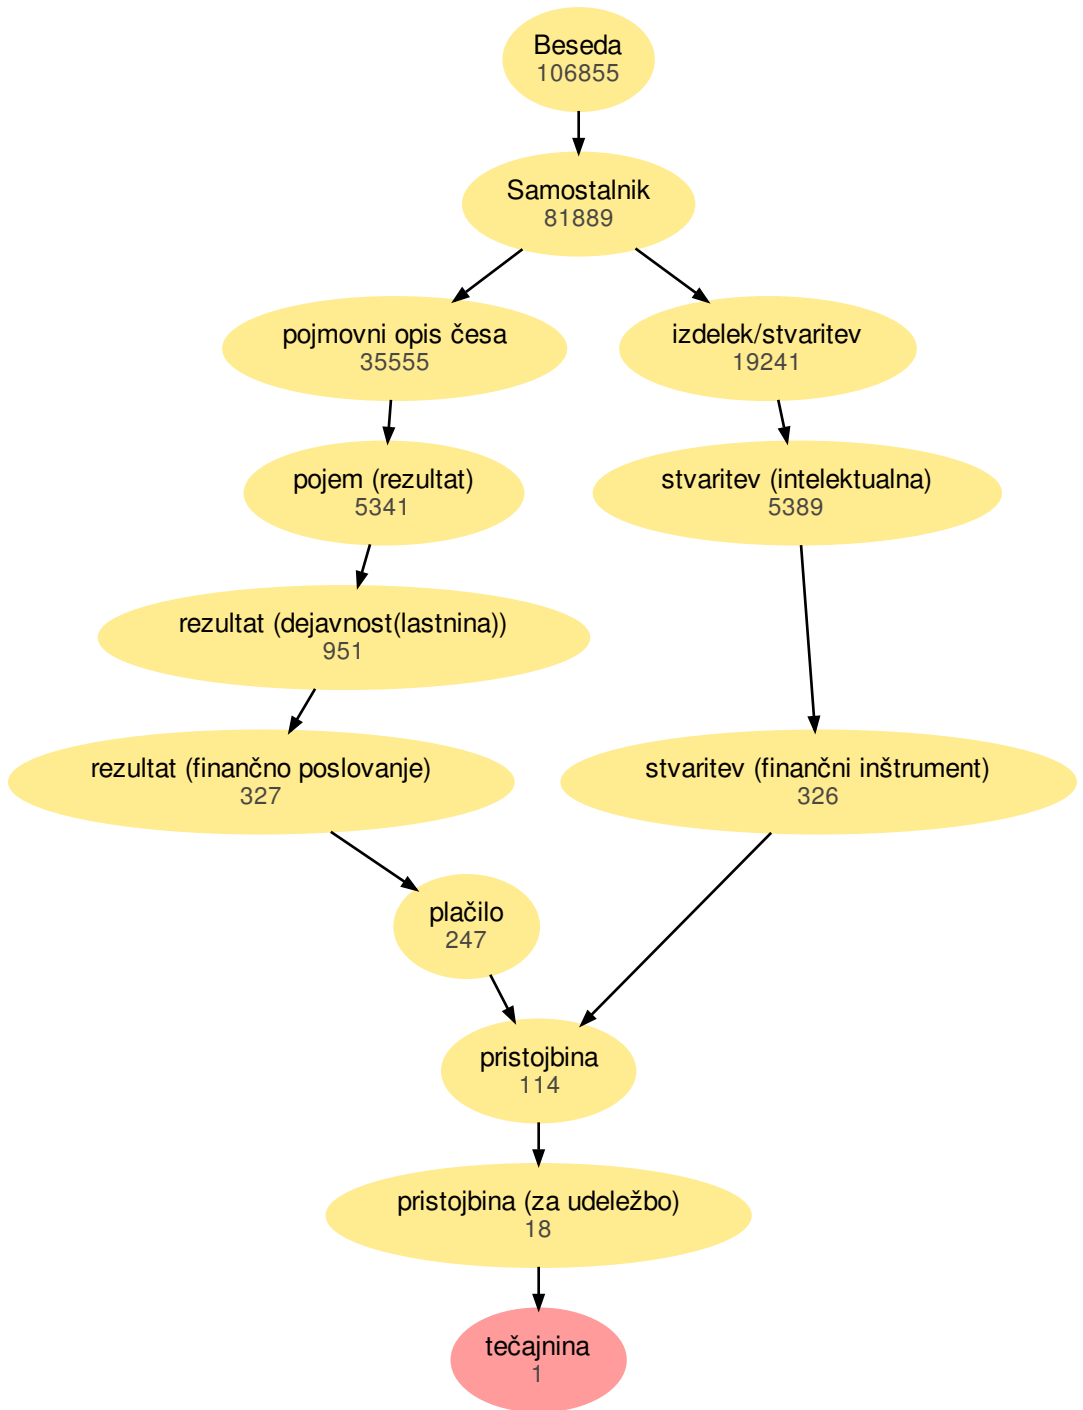 Beseda
106855
Samostalnik
81889
pojmovni opis česa
35555
izdelek/stvaritev
19241
pojem (rezultat)
5341
stvaritev (intelektualna)
5389
rezultat (dejavnost(lastnina))
951
rezultat (finančno poslovanje)
327
stvaritev (finančni inštrument)
326
plačilo
247
pristojbina
114
pristojbina (za udeležbo)
18
tečajnina
1